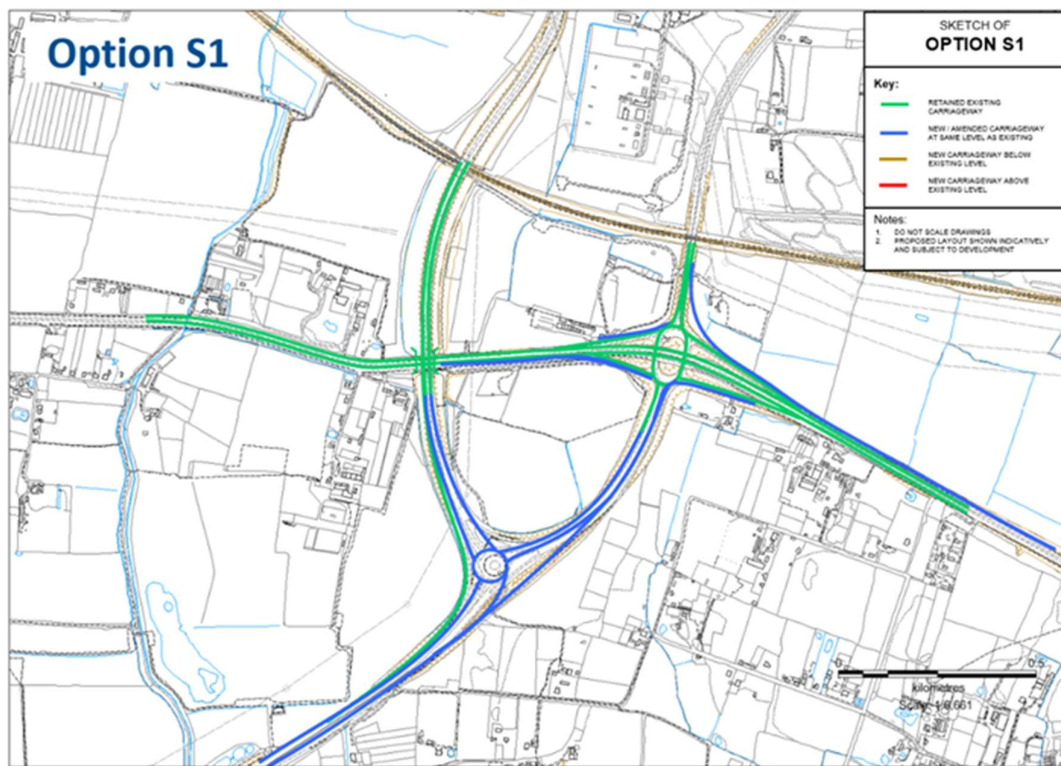 Option S1
SKETCH OF
OPTION S1
Key:
RETAINED EXISTING
CARRIAGEWAY
NEW / AMENDED CARRIAGEWAY
AT SAME LEVEL AS EXISTING
NEW CARRIAGEWAY BELOW
EXISTING LEVEL
NEW CARRIAGEWAY ABOVE
EXISTING LEVEL
Notes:
1. DO NOT SCALE DRAWINGS
2. PROPOSED LAYOUT SHOWN INDICATIVELY
AND SUBJECT TO DEVELOPMENT
0 0.5
kilometres
Scale